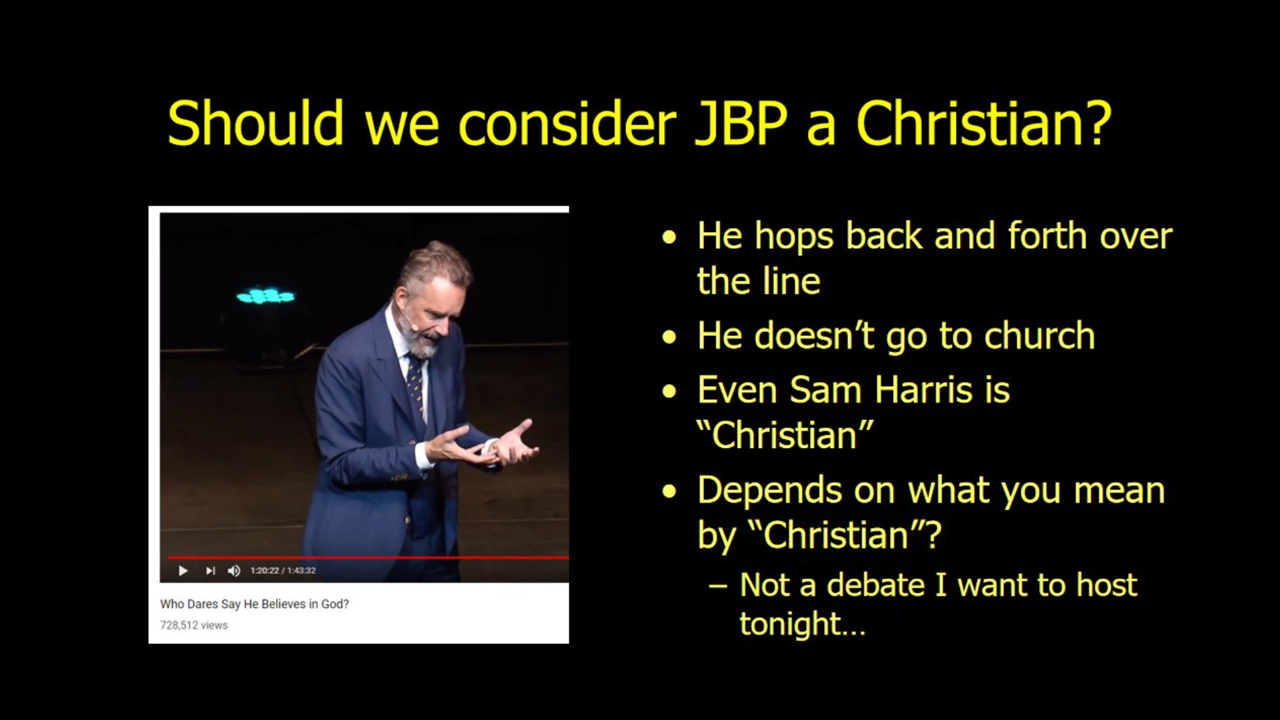 Should we consider JBP a Christian?
• He hops back and forth over
the line
• He doesn’t go to church
• Even Sam Harris is
“Christian”
• Depends on what you mean
by “Christian”?
– Not a debate I want to host
tonight…
1:20:22 / 1:43:32
Who Dares Say He Believes in God?
728,512 views